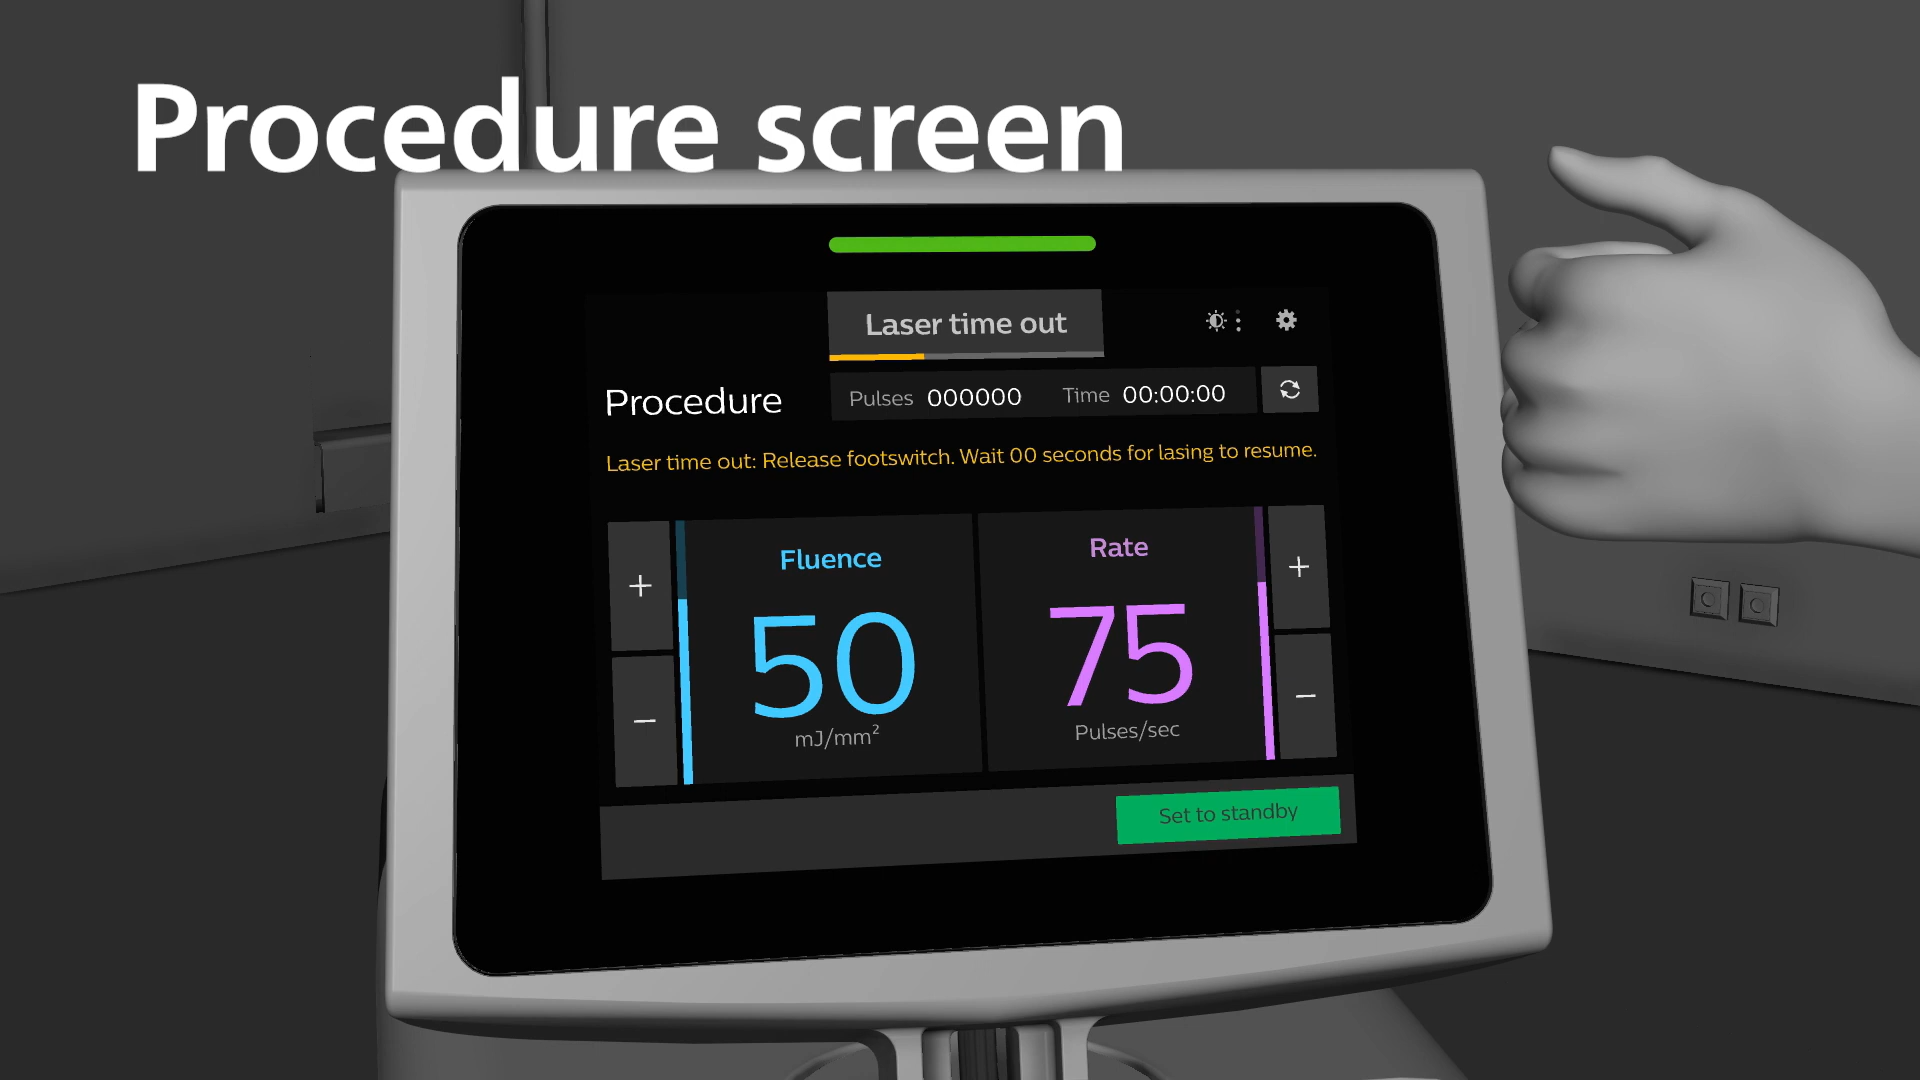 Procedure screen
Laser time out
Procedure
Pulses 000000 Time 00:00:00
Laser time out: Release footswitch. Wait 00 seconds for lasing to resume.
+
Fluence
50
mJ/mm²
−
Rate
75
Pulses/sec
+
−
Set to standby